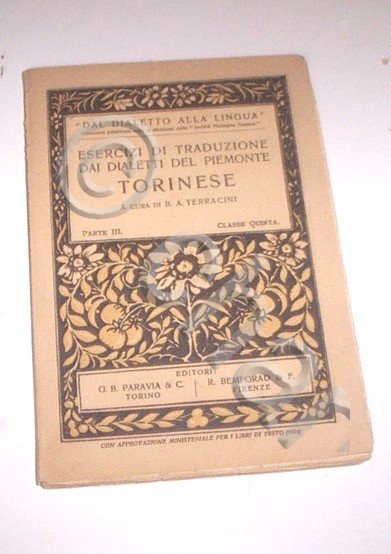 "DAL DIALETTO ALLA LINGUA"
ESERCIZI DI TRADUZIONE
DAI DIALETTI DEL PIEMONTE
TORINESE
A CURA DI B. A. TERRACINI
PARTE III.
CLASSE QUINTA.
EDITORI:
G. B. PARAVIA & C.
TORINO
R. BEMPORAD & F.
FIRENZE
CON APPROVAZIONE MINISTERIALE PER I LIBRI DI TESTO